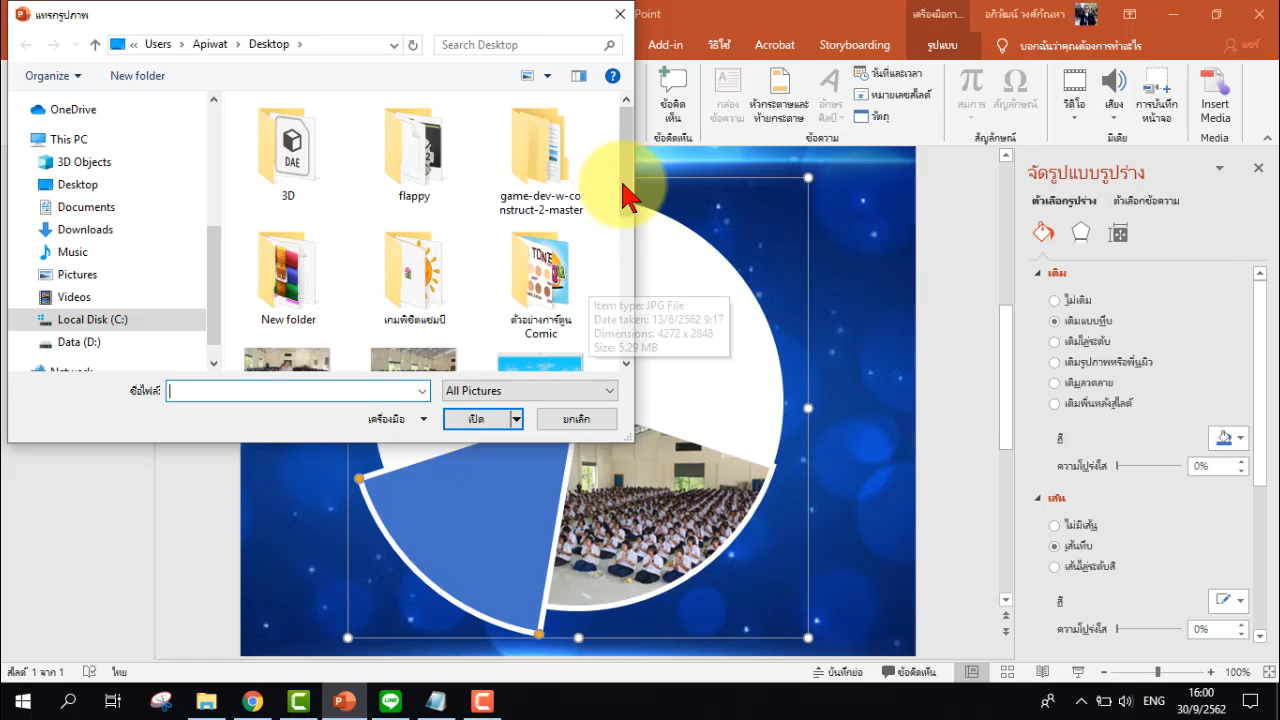 แทรกรูปภาพ
Point
เครื่องมือกา...
อภิวัฒน์ วงศ์กัณหา
« Users › Apiwat › Desktop ›
Search Desktop
Add-in
วิธีใช้
Acrobat
Storyboarding
รูปแบบ
บอกฉันว่าคุณต้องการทำอะไร
แชร์
Organize
New folder
ข้อคิด
เห็น
ข้อคิดเห็น
กล่อง
ข้อความ
หัวกระดาษและ
ท้ายกระดาษ
อักษร
ศิลป์
วันที่และเวลา
หมายเลขสไลด์
วัตถุ
ข้อความ
สมการ
สัญลักษณ์
สัญลักษณ์
วิดีโอ
เสียง
การบันทึก
หน้าจอ
มีเดีย
Insert
Media
Media
OneDrive
This PC
3D Objects
Desktop
Documents
Downloads
Music
Pictures
Videos
Local Disk (C:)
Data (D:)
Network
DAE
3D
flappy
game-dev-w-co
nstruct-2-master
New folder
เกมพิชิตแชมป์
ตัวอย่างการ์ตูน
Comic
Item type: JPG File
Date taken: 13/6/2562 9:17
Dimensions: 4272 x 2848
Size: 5.29 MB
ชื่อไฟล์:
All Pictures
เครื่องมือ
เปิด
ยกเลิก
จัดรูปแบบรูปร่าง
ตัวเลือกรูปร่าง
ตัวเลือกข้อความ
เติม
ไม่เติม
เติมแบบทึบ
เติมไล่ระดับ
เติมรูปภาพหรือพื้นผิว
เติมลวดลาย
เติมพื้นหลังสไลด์
สี
ความโปร่งใส
0%
เส้น
ไม่มีเส้น
เส้นทึบ
เส้นไล่ระดับสี
สี
ความโปร่งใส
0%
สไลด์ 1 จาก 1
ไทย
บันทึกย่อ
ข้อคิดเห็น
100%
ENG
16:00
30/9/2562